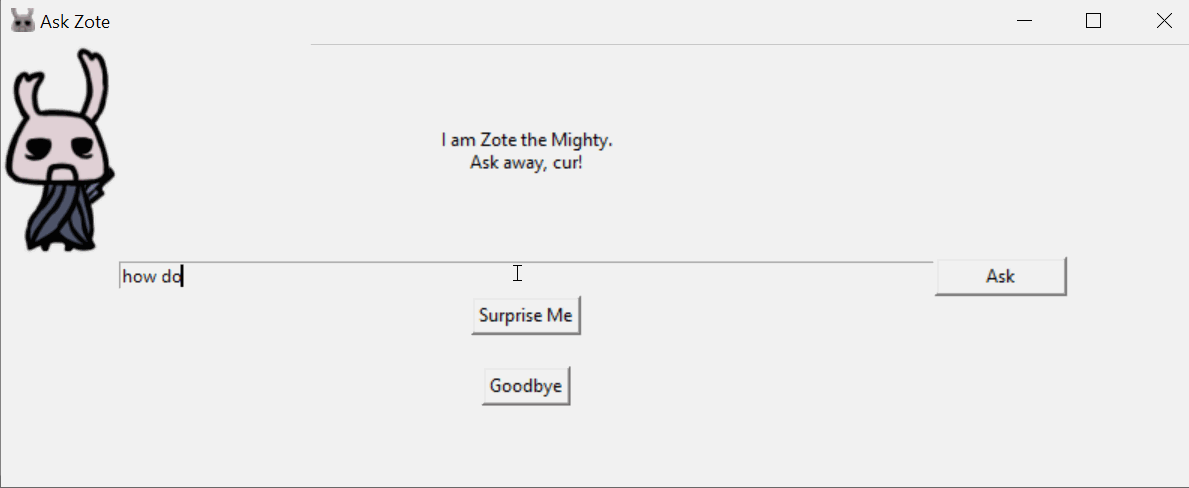 Ask Zote
I am Zote the Mighty.
Ask away, cur!
how do
Ask
Surprise Me
Goodbye